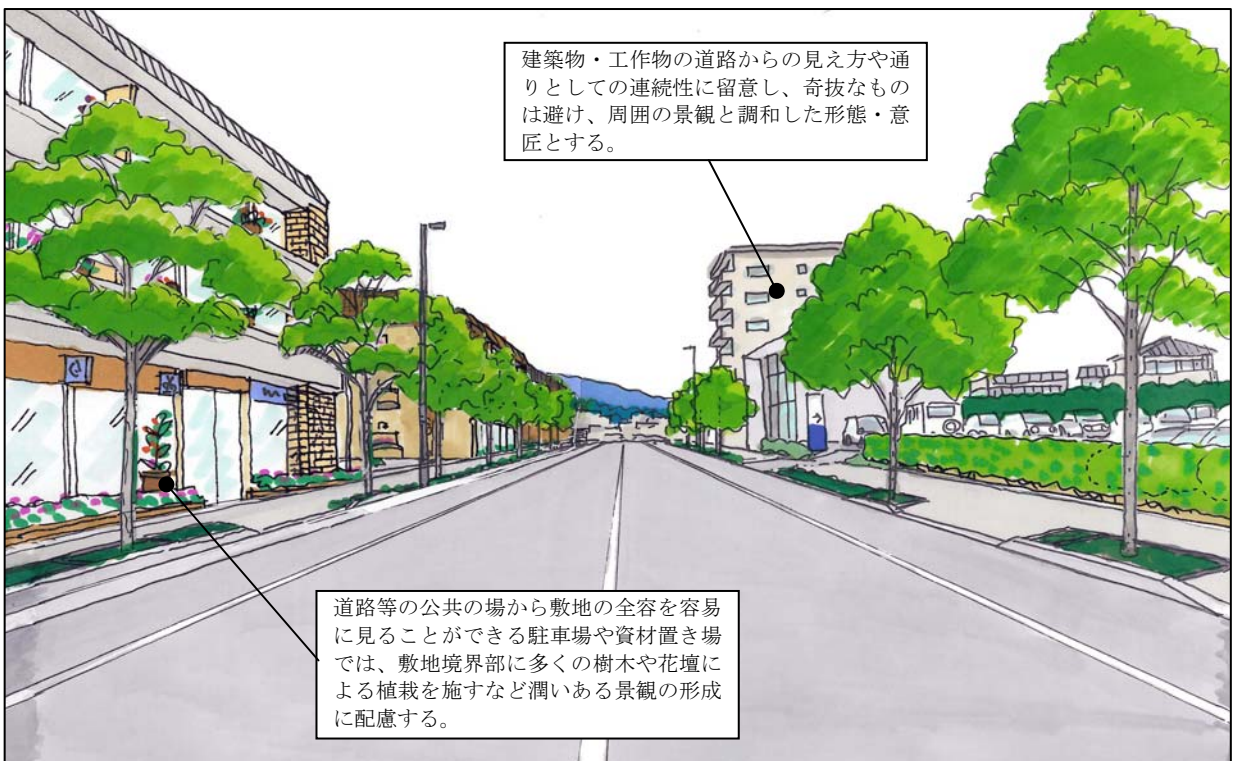 建築物・工作物の道路からの見え方や通
りとしての連続性に留意し、奇抜なもの
は避け、周囲の景観と調和した形態・意
匠とする。
道路等の公共の場から敷地の全容を容易
に見ることができる駐車場や資材置き場
では、敷地境界部に多くの樹木や花壇に
よる植栽を施すなど潤いある景観の形成
に配慮する。